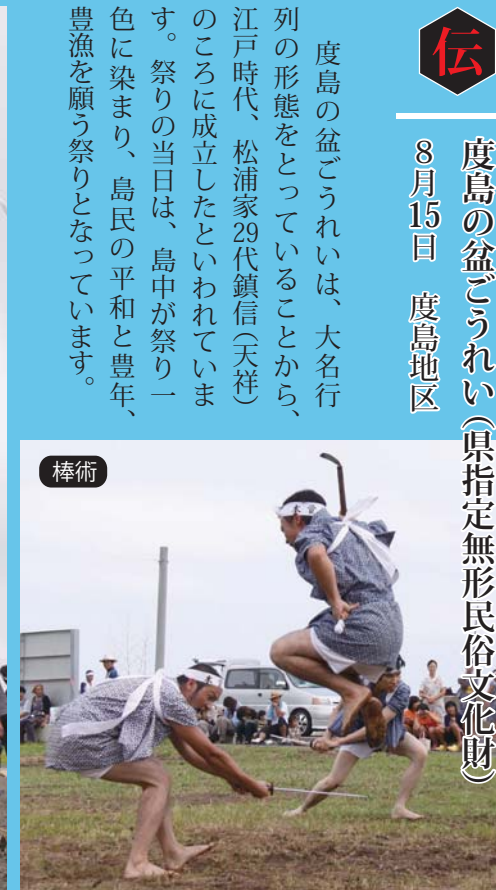 伝
度島の盆ごうれい(県指定無形民俗文化財)
8月15日 度島地区
度島の盆ごうれいは、大名行
列の形態をとっていることから、
江戸時代、松浦家29代鎮信(天祥)
のころに成立したといわれていま
す。祭りの当日は、島中が祭り一
色に染まり、島民の平和と豊年、
豊漁を願う祭りとなっています。
棒術